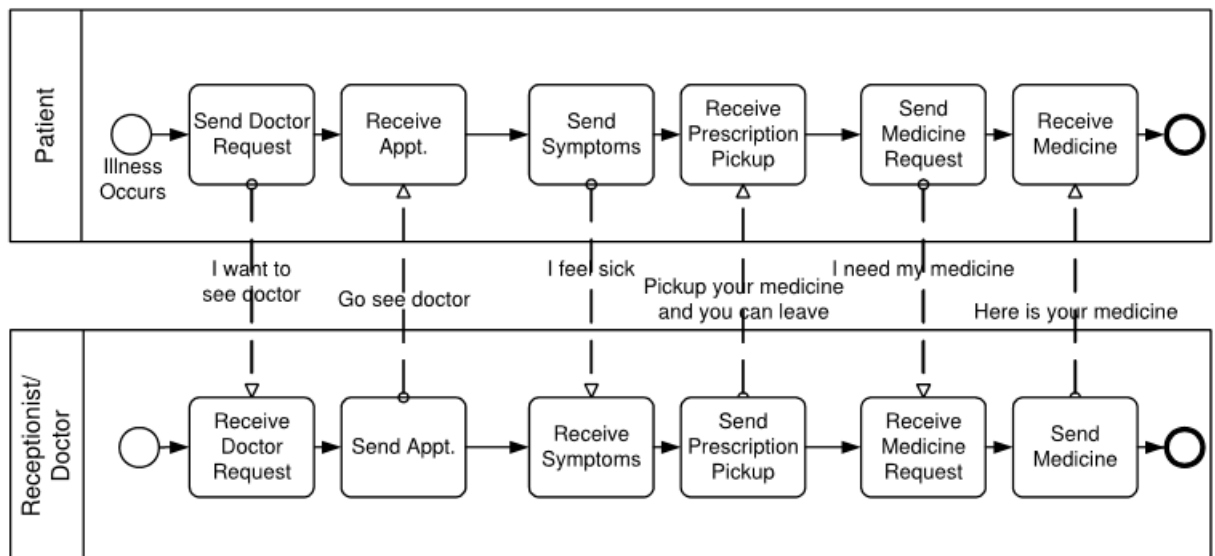 Patient
Illness
Occurs
Send Doctor
Request
Receive
Appt.
Send
Symptoms
Receive
Prescription
Pickup
Send
Medicine
Request
Receive
Medicine
I want to
see doctor
Go see doctor
I feel sick
Pickup your medicine
and you can leave
I need my medicine
Here is your medicine
Receptionist/
Doctor
Receive
Doctor
Request
Send Appt.
Receive
Symptoms
Send
Prescription
Pickup
Receive
Medicine
Request
Send
Medicine